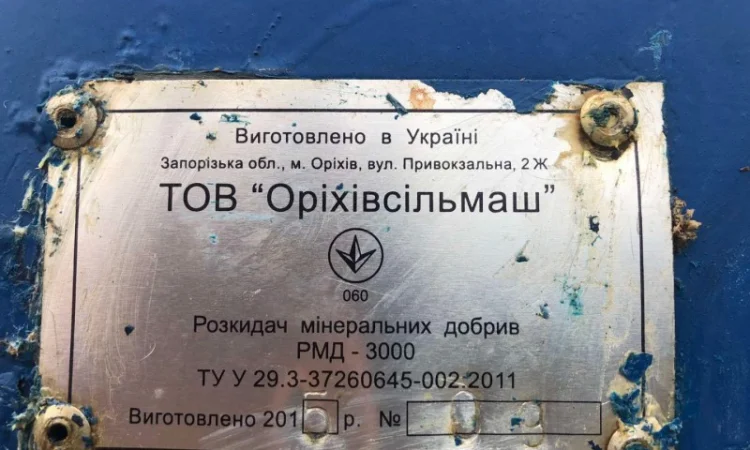 Виготовлено в Україні
Запорізька обл., м. Оріхів, вул. Привокзальна, 2 Ж
ТОВ “Оріхівсільмаш”
060
Розкидач мінеральних добрив
РМД - 3000
ТУ У 29.3-37260645-002.2011
Виготовлено 201 р. №